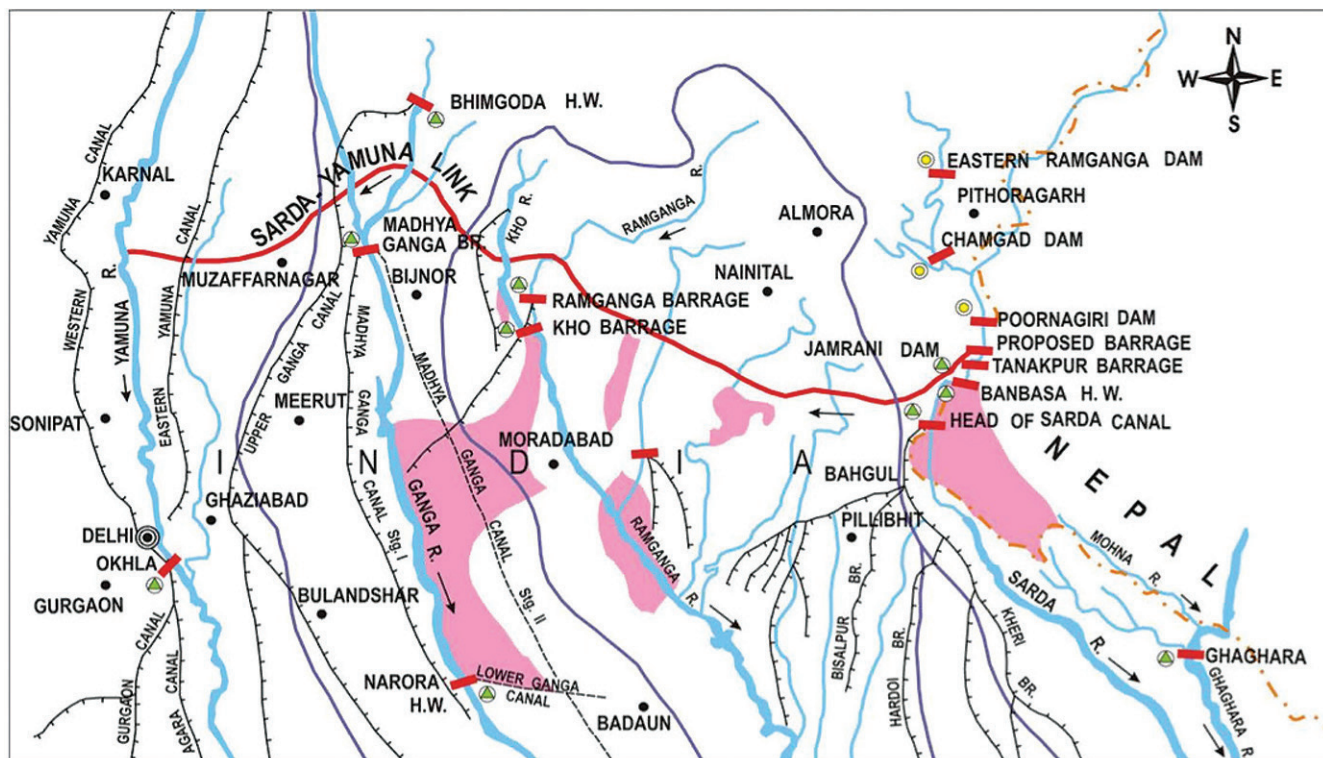 N
W
E
S
BHIMGODA H.W.
EASTERN RAMGANGA DAM
PITHORAGARH
KARNAL
YAMUNA
CANAL
WESTERN
YAMUNA
R.
EASTERN
YAMUNA
CANAL
SARDA-YAMUNA LINK
MUZAFFARNAGAR
MADHYA
GANGA BR.
BIJNOR
KHO R.
RAMGANGA
R.
ALMORA
NAINITAL
CHAMGAD DAM
RAMGANGA BARRAGE
KHO BARRAGE
POORNAGIRI DAM
PROPOSED BARRAGE
JAMRANI DAM
TANAKPUR BARRAGE
BANBASA H.W.
HEAD OF SARDA CANAL
SONIPAT
MEERUT
UPPER
GANGA
CANAL
MADHYA
GANGA
CANAL
Stg. I
MADHYA
GANGA
CANAL
Stg. II
MORADABAD
I N D I A
NEPAL
BAHGUL
PILLIBHIT
GHAZIABAD
DELHI
OKHLA
GURGAON
GANGA R.
RAMGANGA
R.
MOHNA
R.
BULANDSHAR
SARDA
R.
BISALPUR
BR.
HARDOI
BR.
KHERI
BR.
GHAGHARA
GHAGHARA
R.
NARORA
H.W.
LOWER GANGA
CANAL
BADAUN
GURGAON
CANAL
AGARA CANAL